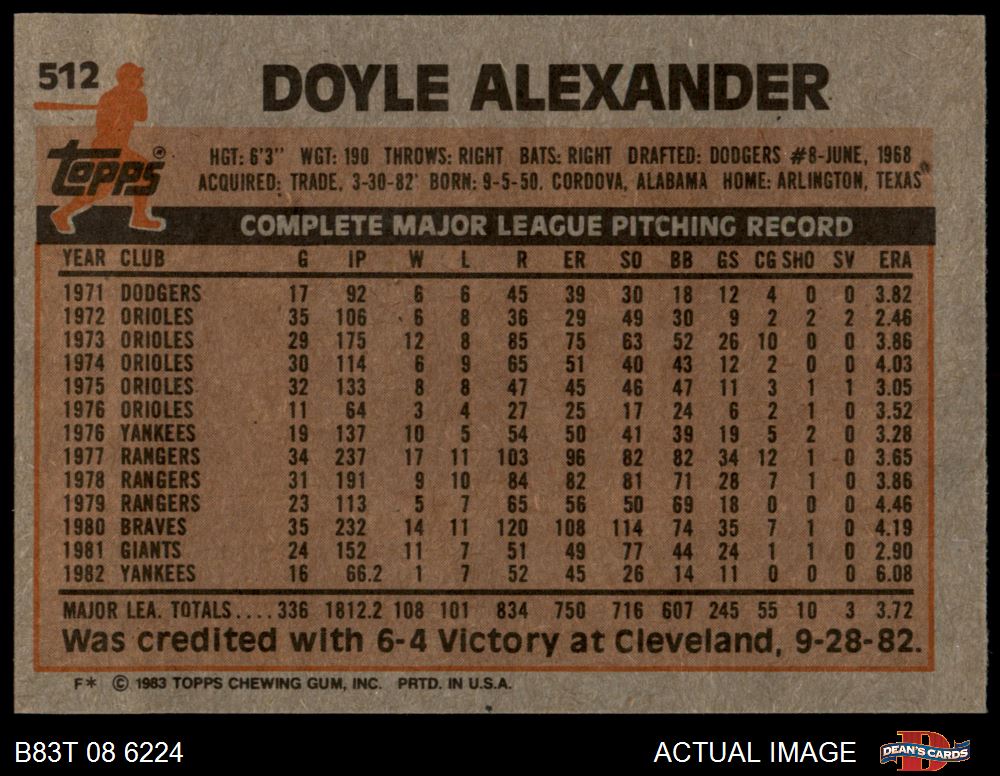 512
DOYLE ALEXANDER
Topps®
HGT: 6'3" WGT: 190 THROWS: RIGHT BATS: RIGHT DRAFTED: DODGERS #8-JUNE, 1968
ACQUIRED: TRADE, 3-30-82 BORN: 9-5-50, CORDOVA, ALABAMA HOME: ARLINGTON, TEXAS
COMPLETE MAJOR LEAGUE PITCHING RECORD
YEAR CLUB G IP W L R ER SO BB GS CG SHO SV ERA
1971 DODGERS 17 92 6 6 45 39 30 18 12 4 0 0 3.82
1972 ORIOLES 35 106 6 8 36 29 49 30 9 2 2 2 2.46
1973 ORIOLES 29 175 12 8 85 75 63 52 26 10 0 0 3.86
1974 ORIOLES 30 114 6 9 65 51 40 43 12 2 0 0 4.03
1975 ORIOLES 32 133 8 8 47 45 46 47 11 3 1 1 3.05
1976 ORIOLES 11 64 3 4 27 25 17 24 6 2 1 0 3.52
1976 YANKEES 19 137 10 5 54 50 41 39 19 5 2 0 3.28
1977 RANGERS 34 237 17 11 103 96 82 82 34 12 1 0 3.65
1978 RANGERS 31 191 9 10 84 82 81 71 28 7 1 0 3.86
1979 RANGERS 23 113 5 7 65 56 50 69 18 0 0 0 4.46
1980 BRAVES 35 232 14 11 120 108 114 74 35 7 1 0 4.19
1981 GIANTS 24 152 11 7 51 49 77 44 24 1 1 0 2.90
1982 YANKEES 16 66.2 1 7 52 45 26 14 11 0 0 0 6.08
MAJOR LEA. TOTALS.... 336 1812.2 108 101 834 750 716 607 245 55 10 3 3.72
Was credited with 6-4 Victory at Cleveland, 9-28-82.
F* © 1983 TOPPS CHEWING GUM, INC. PRTD. IN U.S.A.
B83T 08 6224
ACTUAL IMAGE
DEAN'S CARDS